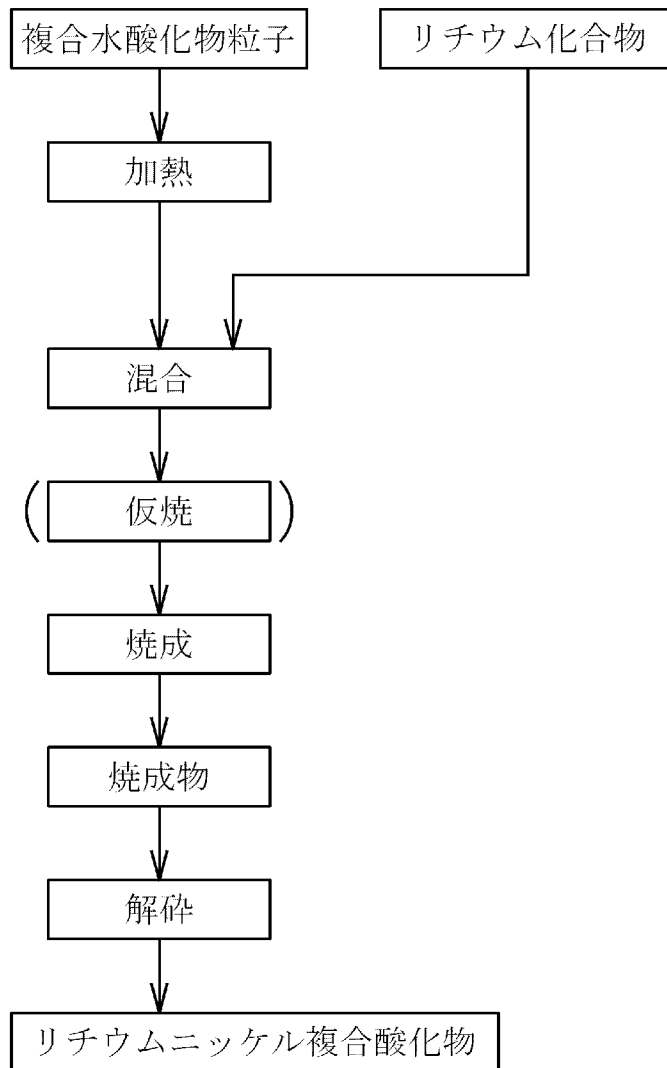 複合水酸化物粒子
リチウム化合物
加熱
混合
(仮焼)
焼成
焼成物
解砕
リチウムニッケル複合酸化物